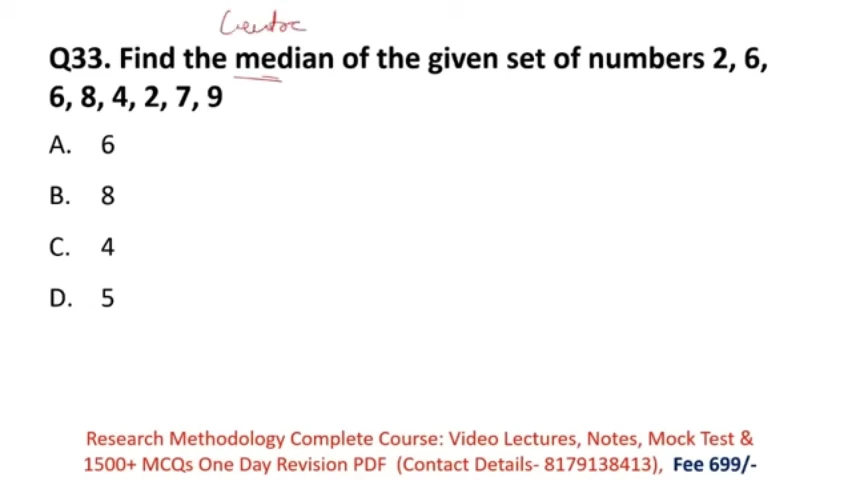 Centre
Q33. Find the median of the given set of numbers 2, 6,
6, 8, 4, 2, 7, 9
A. 6
B. 8
C. 4
D. 5
Research Methodology Complete Course: Video Lectures, Notes, Mock Test &
1500+ MCQs One Day Revision PDF (Contact Details- 8179138413), Fee 699/-